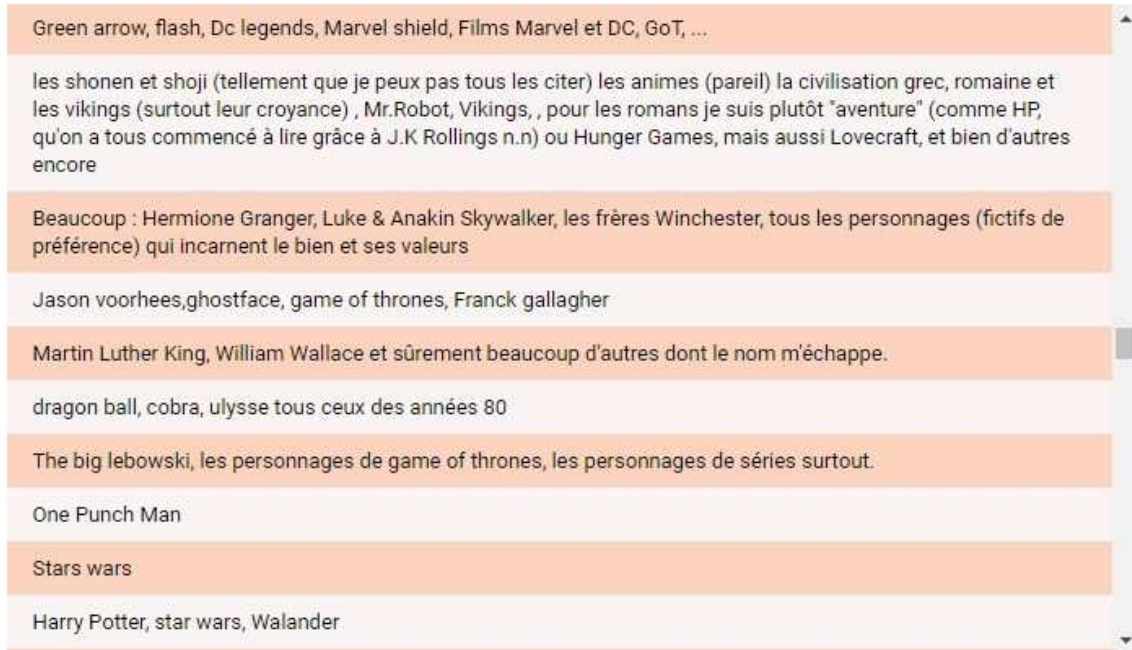 Green arrow, flash, Dc legends, Marvel shield, Films Marvel et DC, GoT, ...
les shonen et shoji (tellement que je peux pas tous les citer) les animes (pareil) la civilisation grec, romaine et
les vikings (surtout leur croyance) , Mr.Robot, Vikings, , pour les romans je suis plutôt "aventure" (comme HP,
qu'on a tous commencé à lire grâce à J.K Rollings n.n) ou Hunger Games, mais aussi Lovecraft, et bien d'autres
encore
Beaucoup : Hermione Granger, Luke & Anakin Skywalker, les frères Winchester, tous les personnages (fictifs de
préférence) qui incarnent le bien et ses valeurs
Jason voorhees,ghostface, game of thrones, Franck gallagher
Martin Luther King, William Wallace et sûrement beaucoup d'autres dont le nom m'échappe.
dragon ball, cobra, ulysse tous ceux des années 80
The big lebowski, les personnages de game of thrones, les personnages de séries surtout.
One Punch Man
Stars wars
Harry Potter, star wars, Walander